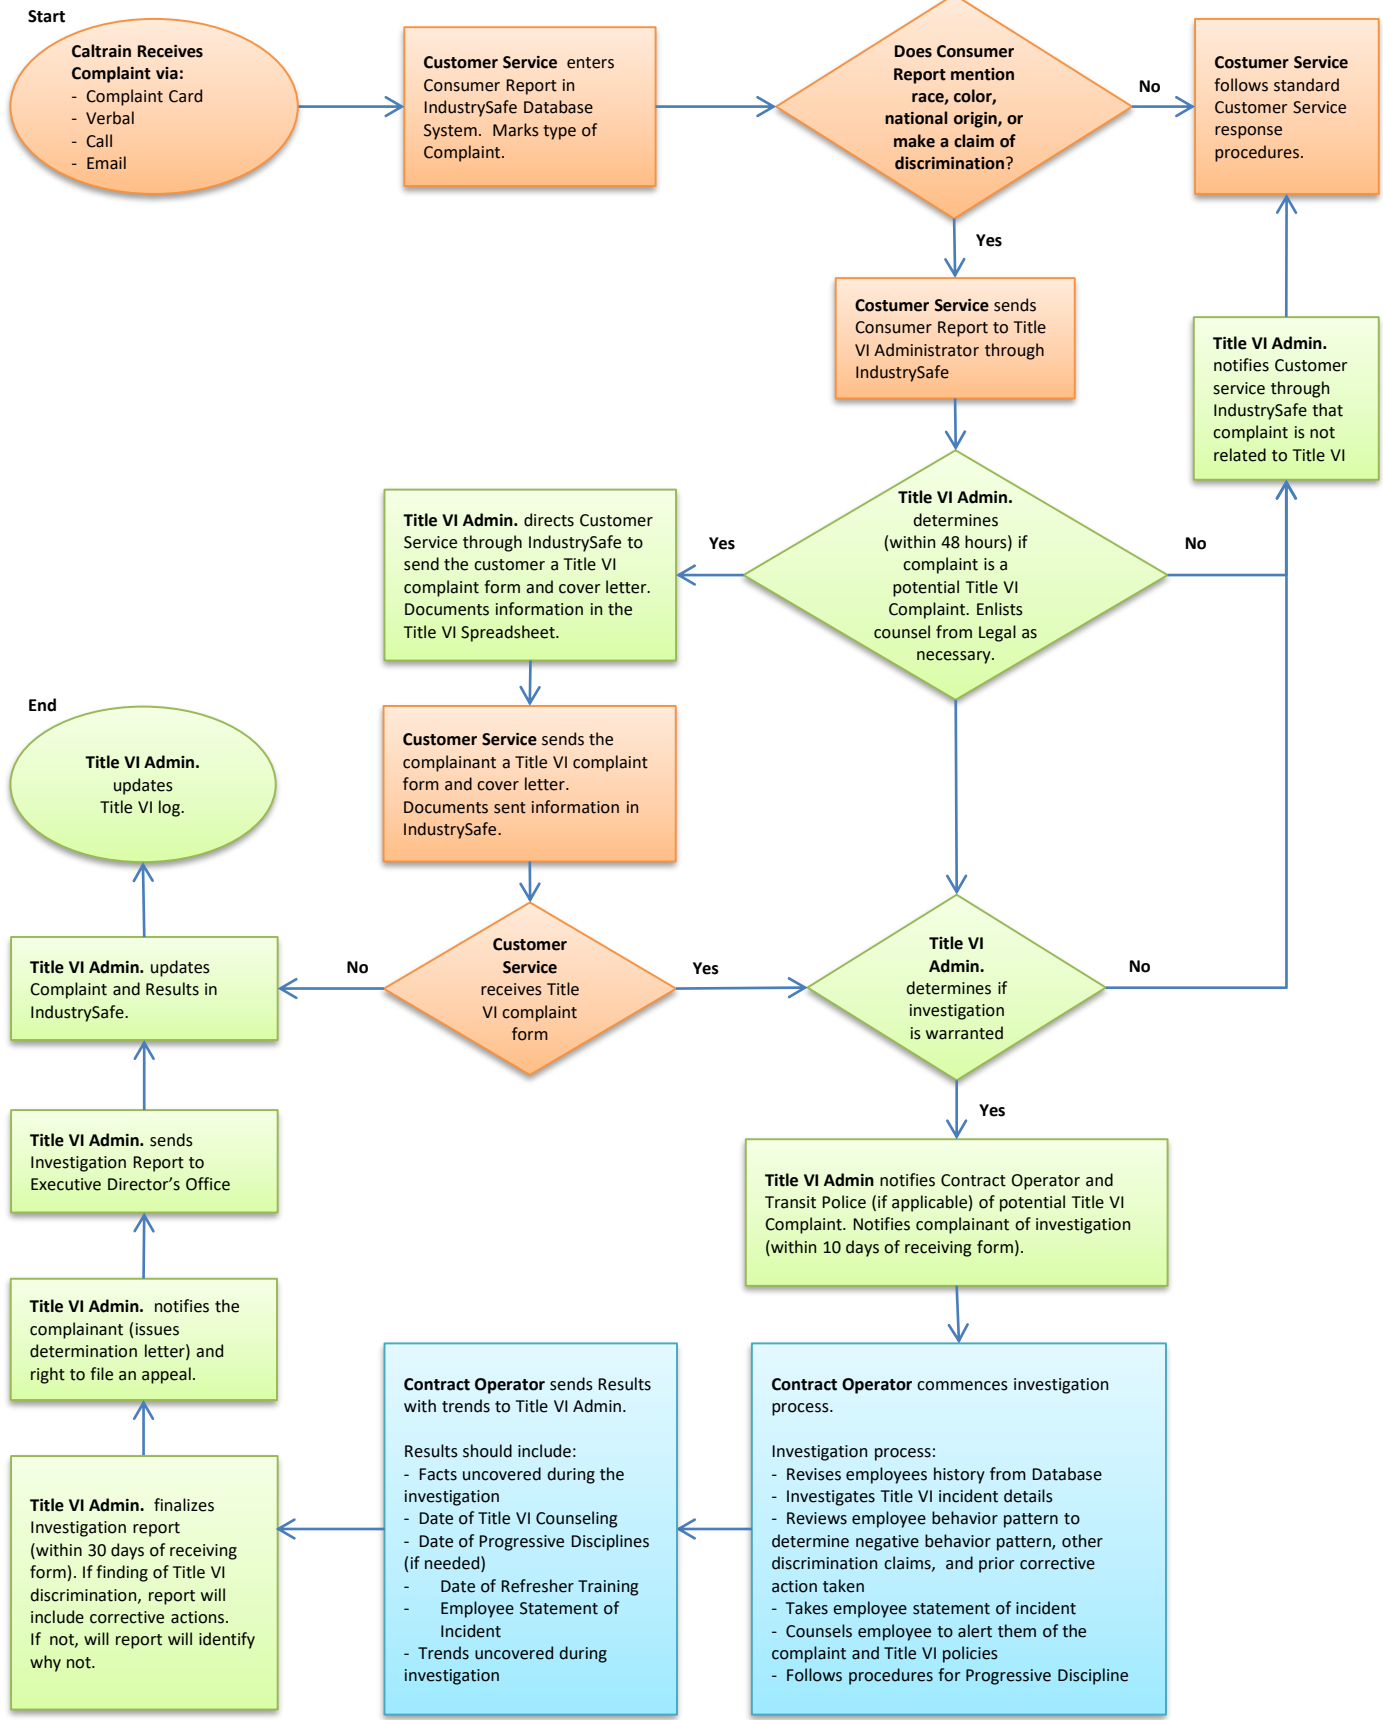 Start
Caltrain Receives
Complaint via:
- Complaint Card
- Verbal
- Call
- Email
Customer Service enters
Consumer Report in
IndustrySafe Database
System. Marks type of
Complaint.
Does Consumer
Report mention
race, color,
national origin, or
make a claim of
discrimination?
No
Costumer Service
follows standard
Customer Service
response
procedures.
Yes
Costumer Service sends
Consumer Report to Title
VI Administrator through
IndustrySafe
Title VI Admin.
notifies Customer
service through
IndustrySafe that
complaint is not
related to Title VI
Title VI Admin.
determines
(within 48 hours) if
complaint is a
potential Title VI
Complaint. Enlists
counsel from Legal as
necessary.
Yes
No
Title VI Admin. directs Customer
Service through IndustrySafe to
send the customer a Title VI
complaint form and cover letter.
Documents information in the
Title VI Spreadsheet.
Customer Service sends the
complainant a Title VI complaint
form and cover letter.
Documents sent information in
IndustrySafe.
End
Title VI Admin.
updates
Title VI log.
Title VI Admin. updates
Complaint and Results in
IndustrySafe.
No
Customer
Service
receives Title
VI complaint
form
Yes
Title VI
Admin.
determines if
investigation
is warranted
No
Yes
Title VI Admin. sends
Investigation Report to
Executive Director's Office
Title VI Admin notifies Contract Operator and
Transit Police (if applicable) of potential Title VI
Complaint. Notifies complainant of investigation
(within 10 days of receiving form).
Title VI Admin. notifies the
complainant (issues
determination letter) and
right to file an appeal.
Contract Operator sends Results
with trends to Title VI Admin.
Results should include:
- Facts uncovered during the
investigation
- Date of Title VI Counseling
- Date of Progressive Disciplines
(if needed)
- Date of Refresher Training
- Employee Statement of
Incident
- Trends uncovered during
investigation
Contract Operator commences investigation
process.
Investigation process:
- Revises employees history from Database
- Investigates Title VI incident details
- Reviews employee behavior pattern to
determine negative behavior pattern, other
discrimination claims, and prior corrective
action taken
- Takes employee statement of incident
- Counsels employee to alert them of the
complaint and Title VI policies
- Follows procedures for Progressive Discipline
Title VI Admin. finalizes
Investigation report
(within 30 days of receiving
form). If finding of Title VI
discrimination, report will
include corrective actions.
If not, will report will identify
why not.